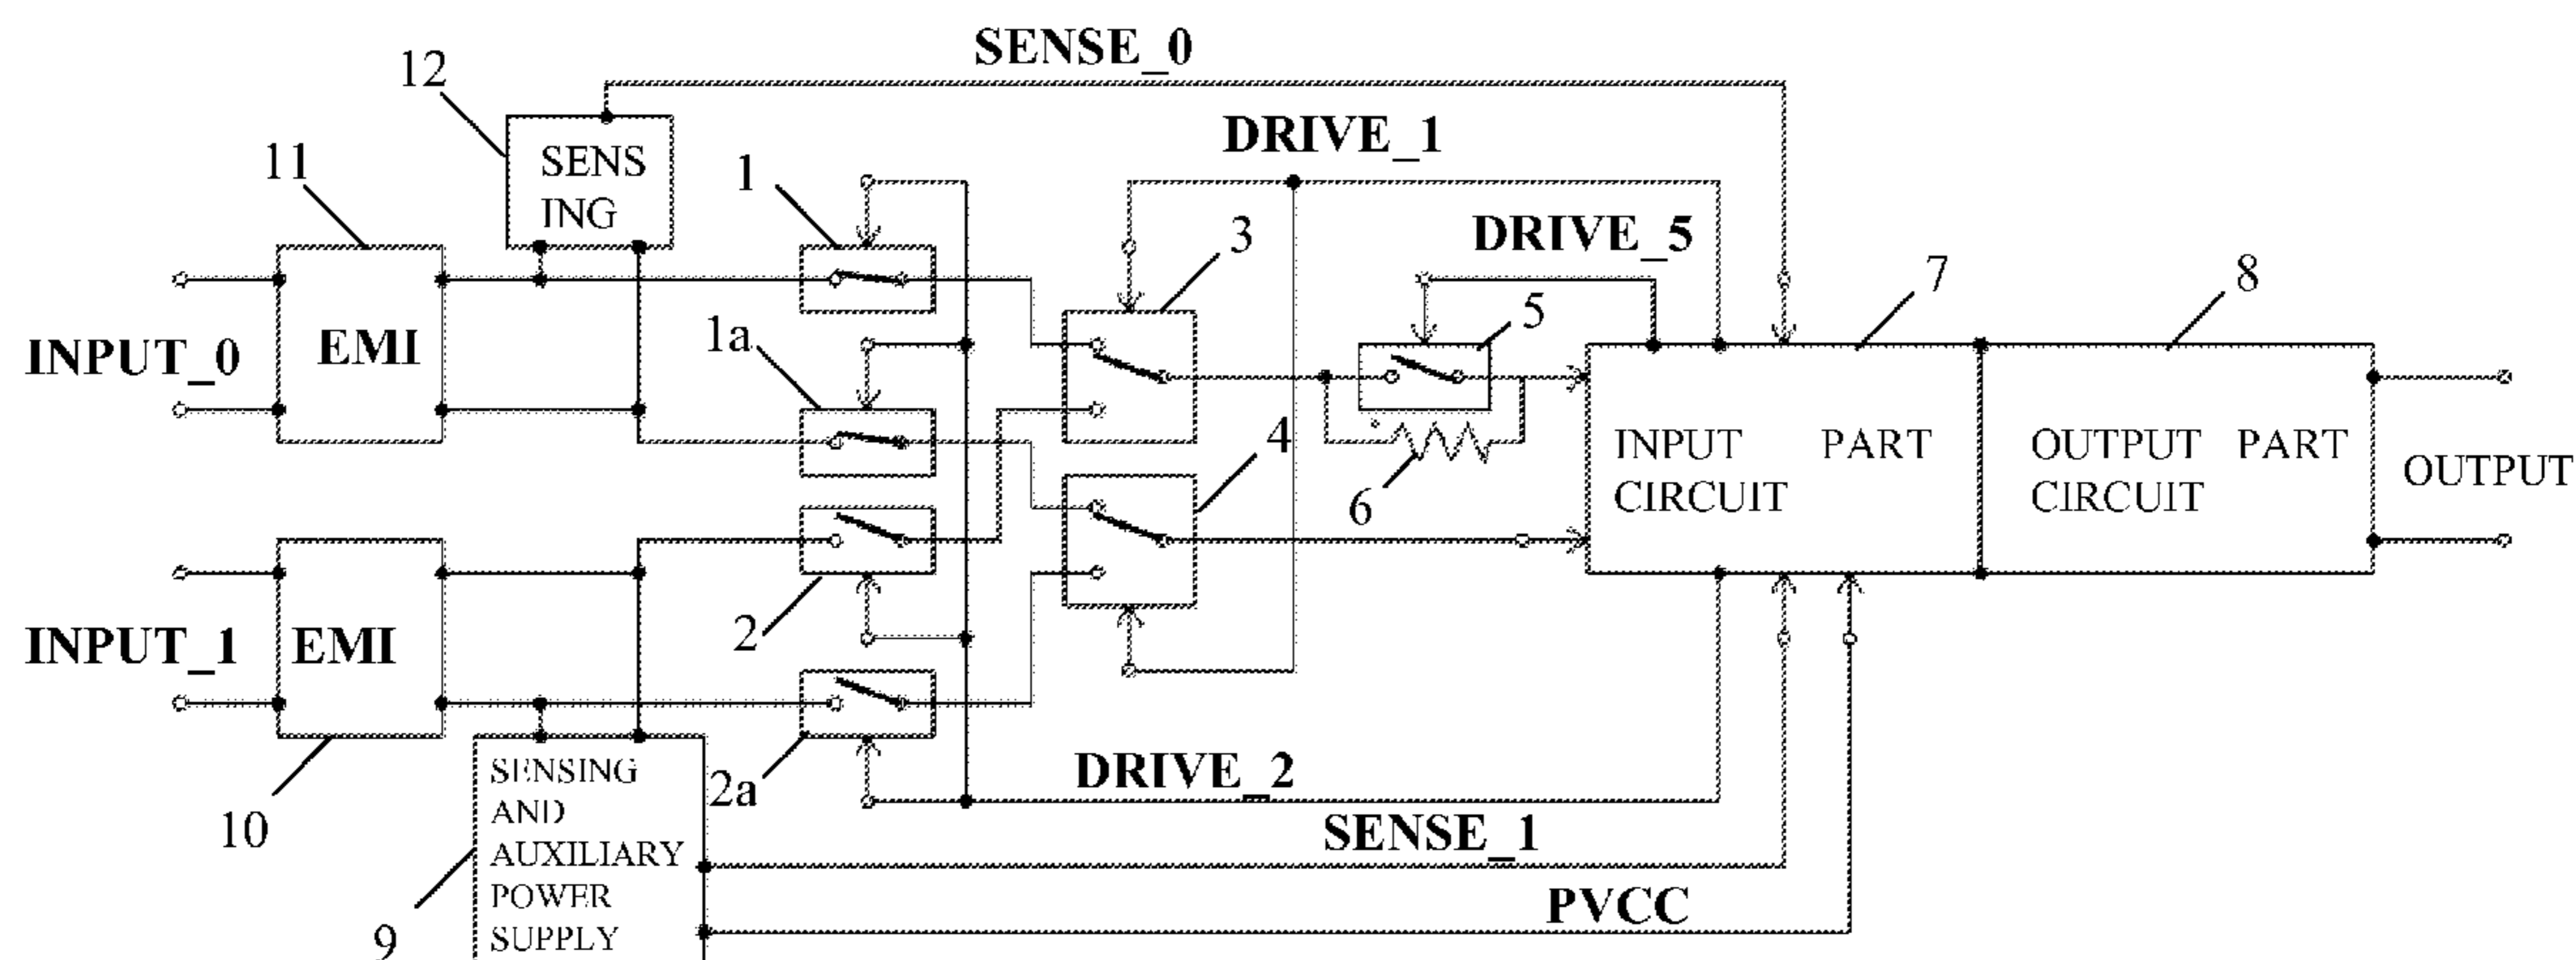 SENSE_0
12
DRIVE_1
SENS
ING
11
1
3
DRIVE_5
7
8
5
1a
INPUT_0
EMI
4
INPUT PART
CIRCUIT
OUTPUT PART
CIRCUIT
OUTPUT
6
2
INPUT_1
EMI
2a
DRIVE_2
10
SENSING
AND
AUXILIARY
POWER
SUPPLY
SENSE_1
PVCC
9